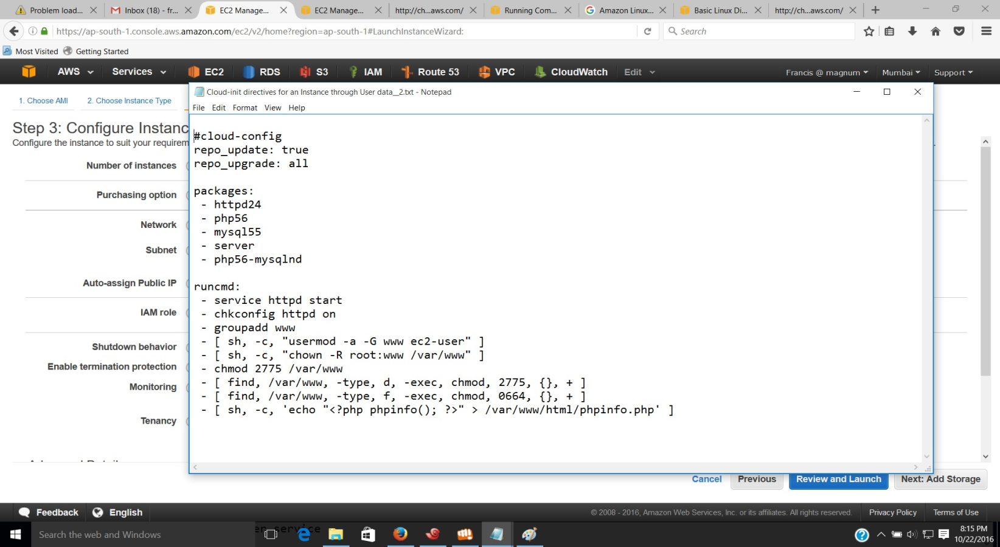 Problem load...
Inbox (18) - fr...
EC2 Manage...
EC2 Manage...
http://ch...aws.com/
Running Com...
Amazon Linux...
Basic Linux Di...
http://ch...aws.com/
https://ap-south-1.console.aws.amazon.com/ec2/v2/home?region=ap-south-1#LaunchInstanceWizard:
Search
Most Visited
Getting Started
AWS
Services
EC2
RDS
S3
IAM
Route 53
VPC
CloudWatch
Edit
Francis @ magnum
Mumbai
Support
1. Choose AMI
2. Choose Instance Type
Step 3: Configure Instanc
Configure the instance to suit your requirem
Number of instances
Purchasing option
Network
Subnet
Auto-assign Public IP
IAM role
Shutdown behavior
Enable termination protection
Monitoring
Tenancy
Cloud-init directives for an Instance through User data__2.txt - Notepad
File Edit Format View Help
#cloud-config
repo_update: true
repo_upgrade: all
packages:
- httpd24
- php56
- mysql55
- server
- php56-mysqlnd
runcmd:
- service httpd start
- chkconfig httpd on
- groupadd www
- [ sh, -c, "usermod -a -G www ec2-user" ]
- [ sh, -c, "chown -R root:www /var/www" ]
- chmod 2775 /var/www
- [ find, /var/www, -type, d, -exec, chmod, 2775, {}, + ]
- [ find, /var/www, -type, f, -exec, chmod, 0664, {}, + ]
- [ sh, -c, 'echo "<?php phpinfo(); ?>" > /var/www/html/phpinfo.php' ]
Cancel
Previous
Review and Launch
Next: Add Storage
Feedback
English
© 2008 - 2016, Amazon Web Services, Inc. or its affiliates. All rights reserved.
Privacy Policy
Terms of Use
Search the web and Windows
service
8:15 PM
10/22/2016